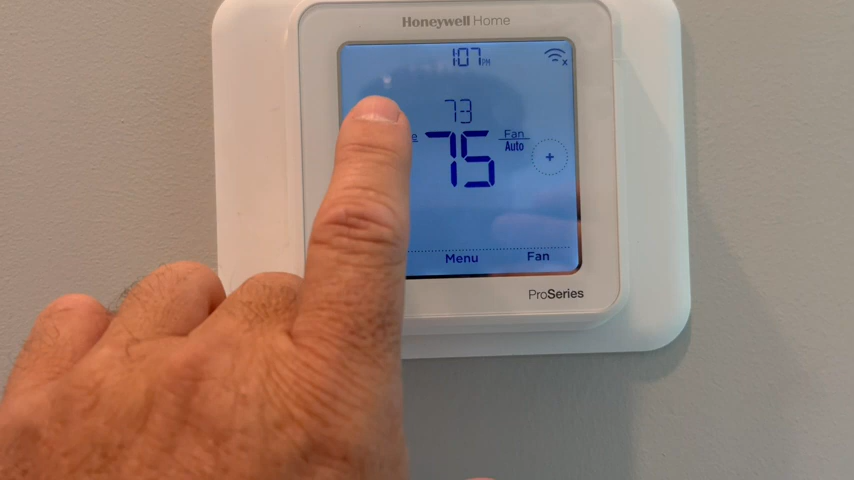 Honeywell Home
1:07 PM
73
Fan
75
Auto
+
Menu
Fan
ProSeries